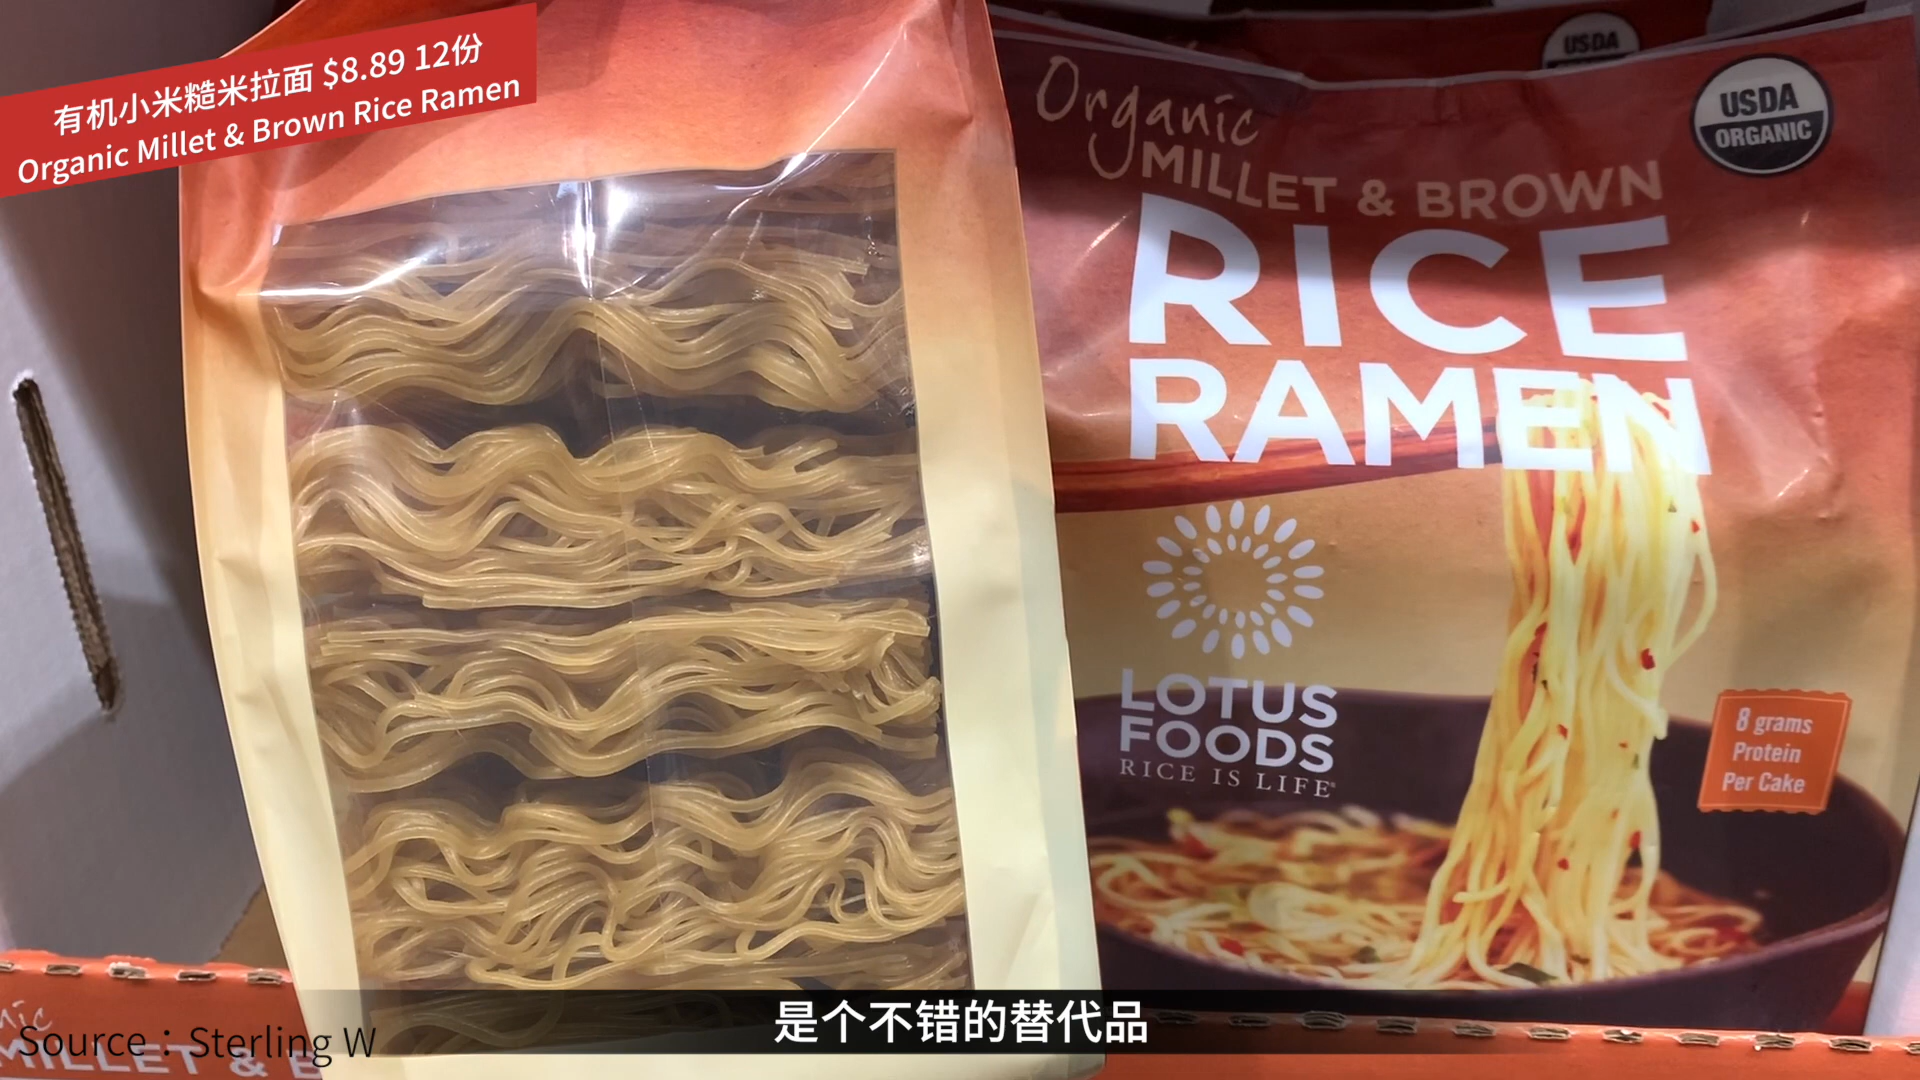 有机小米糙米拉面 $8.89 12份
Organic Millet & Brown Rice Ramen
USDA
USDA
ORGANIC
Organic
MILLET & BROWN
RICE
RAMEN
LOTUS
FOODS
RICE IS LIFE
8 grams
Protein
Per Cake
是个不错的替代品
Source：Sterling W
MILLET & B